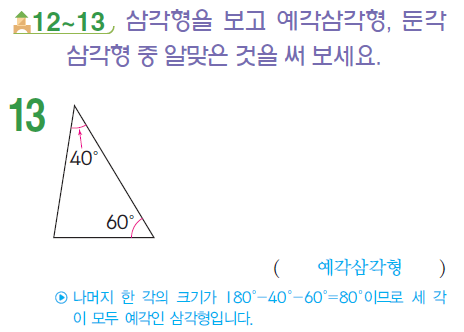 12~13 삼각형을 보고 예각삼각형, 둔각
삼각형 중 알맞은 것을 써 보세요.
13
40°
60°
( 예각삼각형 )
나머지 한 각의 크기가 180°-40°-60°=80°이므로 세 각
이 모두 예각인 삼각형입니다.